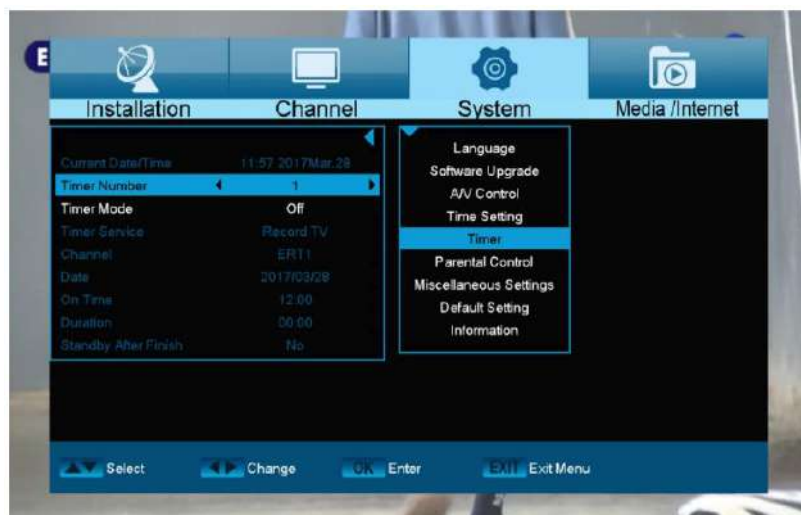 E
Installation Channel System Media /Internet
Current Date/Time 11:57 2017Mar.28
Timer Number 1
Timer Mode Off
Timer Service Record TV
Channel ERT1
Date 2017/03/28
On Time 12:00
Duration 00:00
Standby After Finish No
Language
Software Upgrade
A/V Control
Time Setting
Timer
Parental Control
Miscellaneous Settings
Default Setting
Information
Select Change OK Enter EXIT Exit Menu